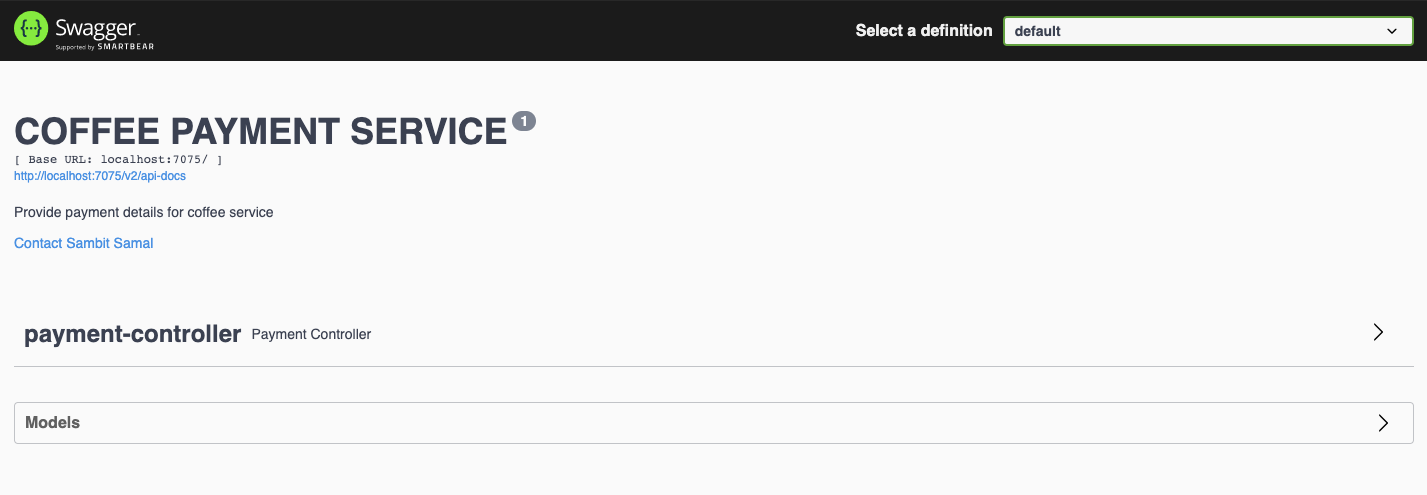 Swagger.
Supported by SMARTBEAR
Select a definition
default
COFFEE PAYMENT SERVICE 1
[ Base URL: localhost:7075/ ]
http://localhost:7075/v2/api-docs
Provide payment details for coffee service
Contact Sambit Samal
payment-controller Payment Controller
Models